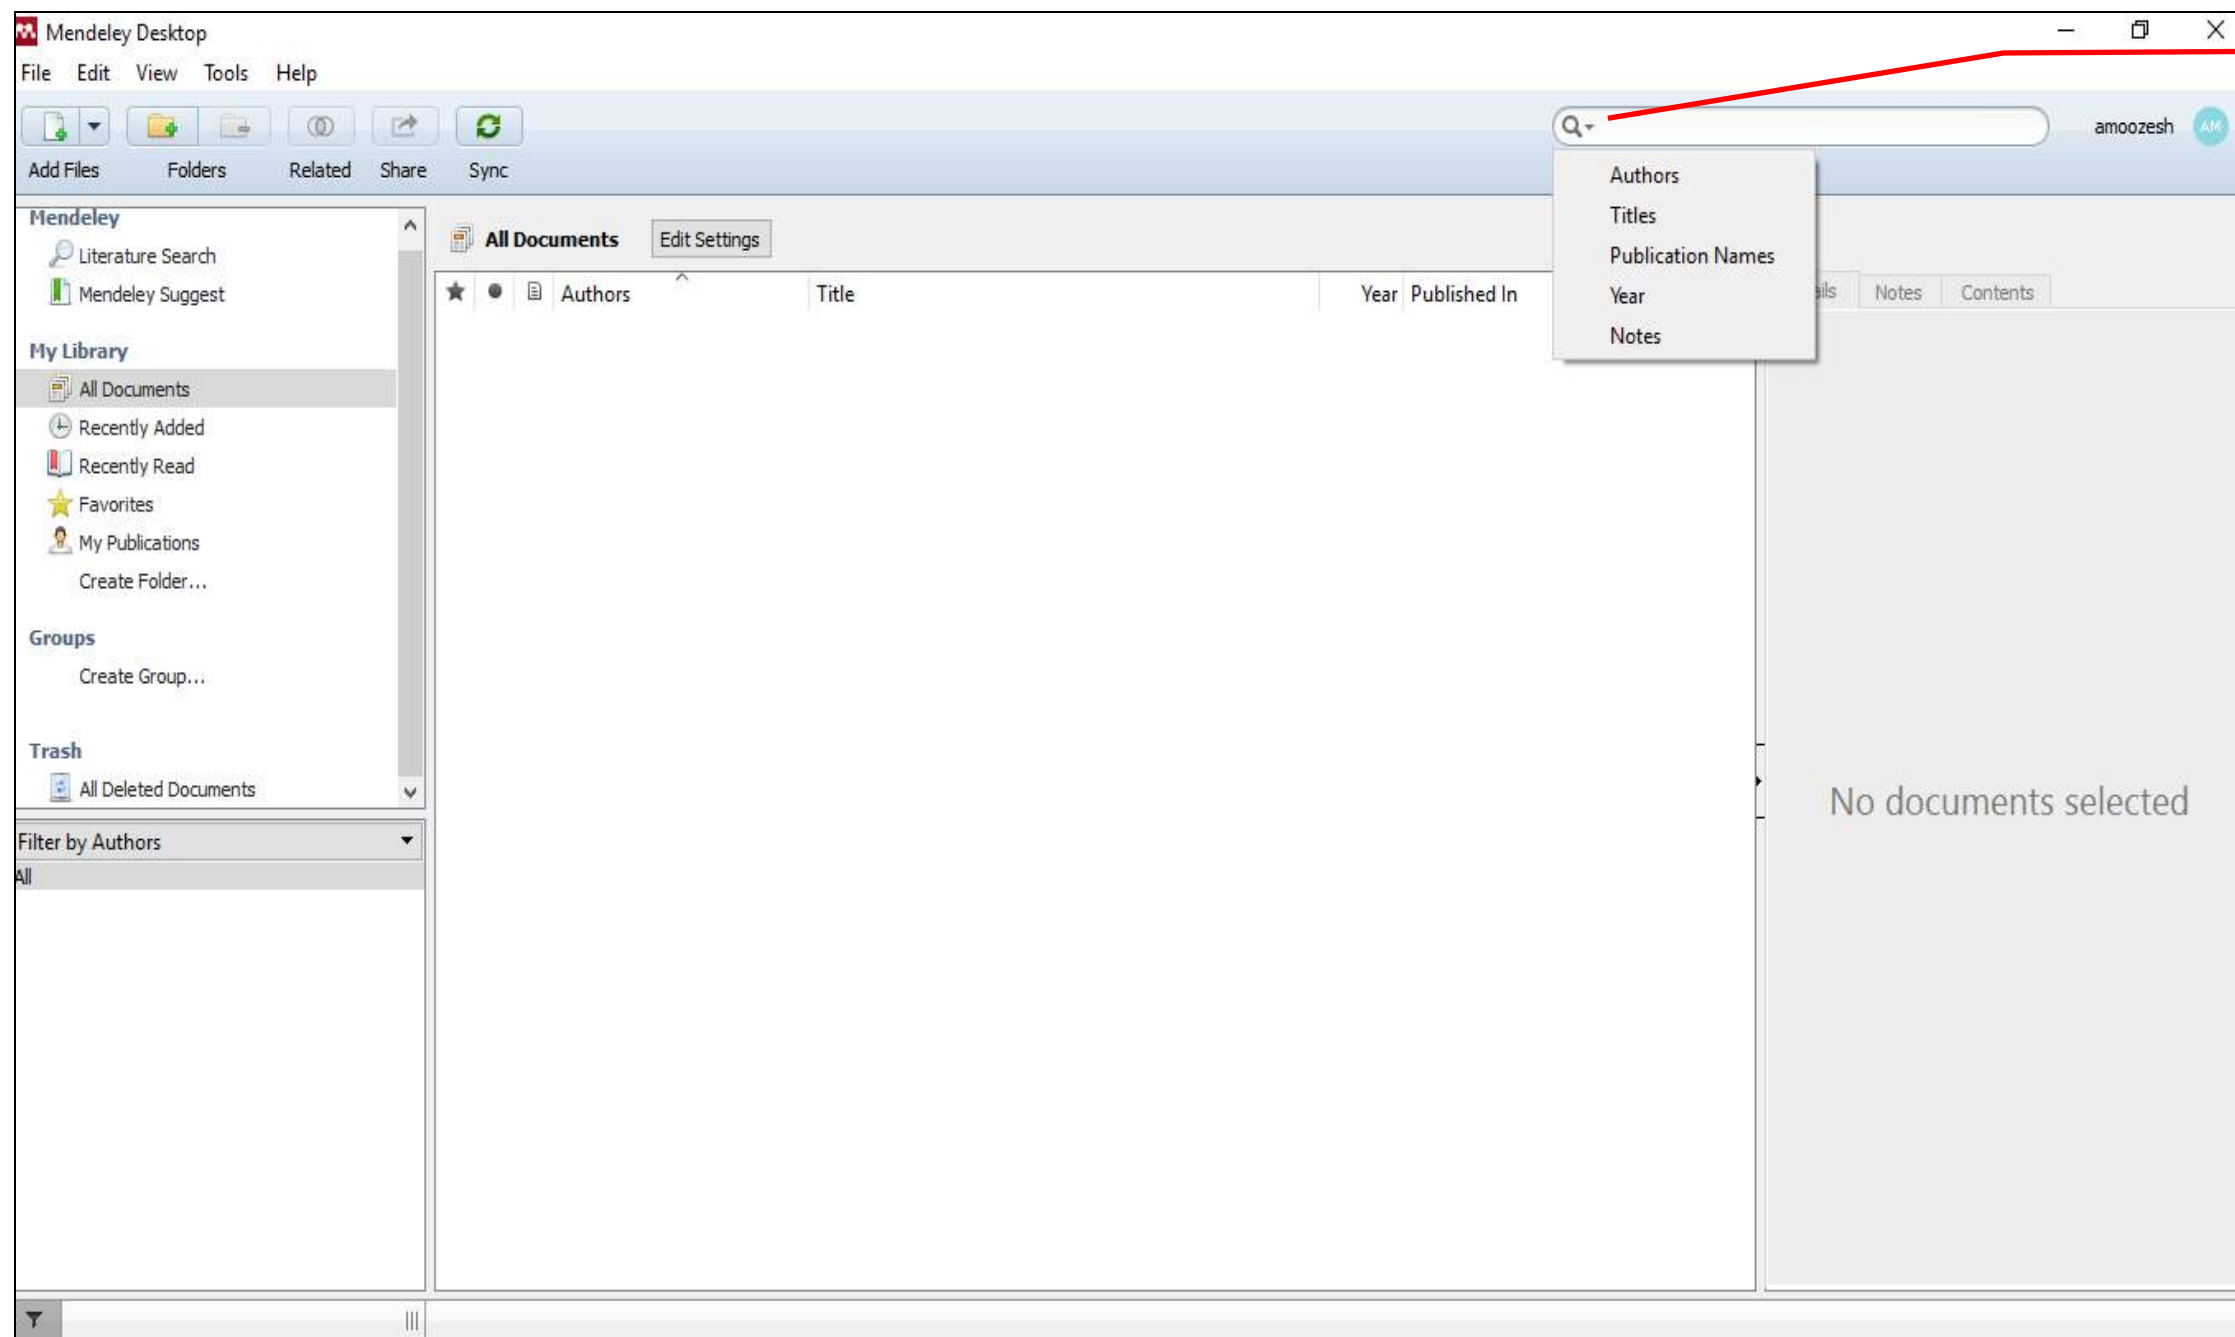 Mendeley Desktop
File Edit View Tools Help
Add Files Folders Related Share Sync
amoozesh AM
Authors
Titles
Publication Names
Year
Notes
Mendeley
Literature Search
Mendeley Suggest
My Library
All Documents
Recently Added
Recently Read
Favorites
My Publications
Create Folder...
Groups
Create Group...
Trash
All Deleted Documents
Filter by Authors
All
All Documents Edit Settings
Authors Title Year Published In
ails Notes Contents
No documents selected